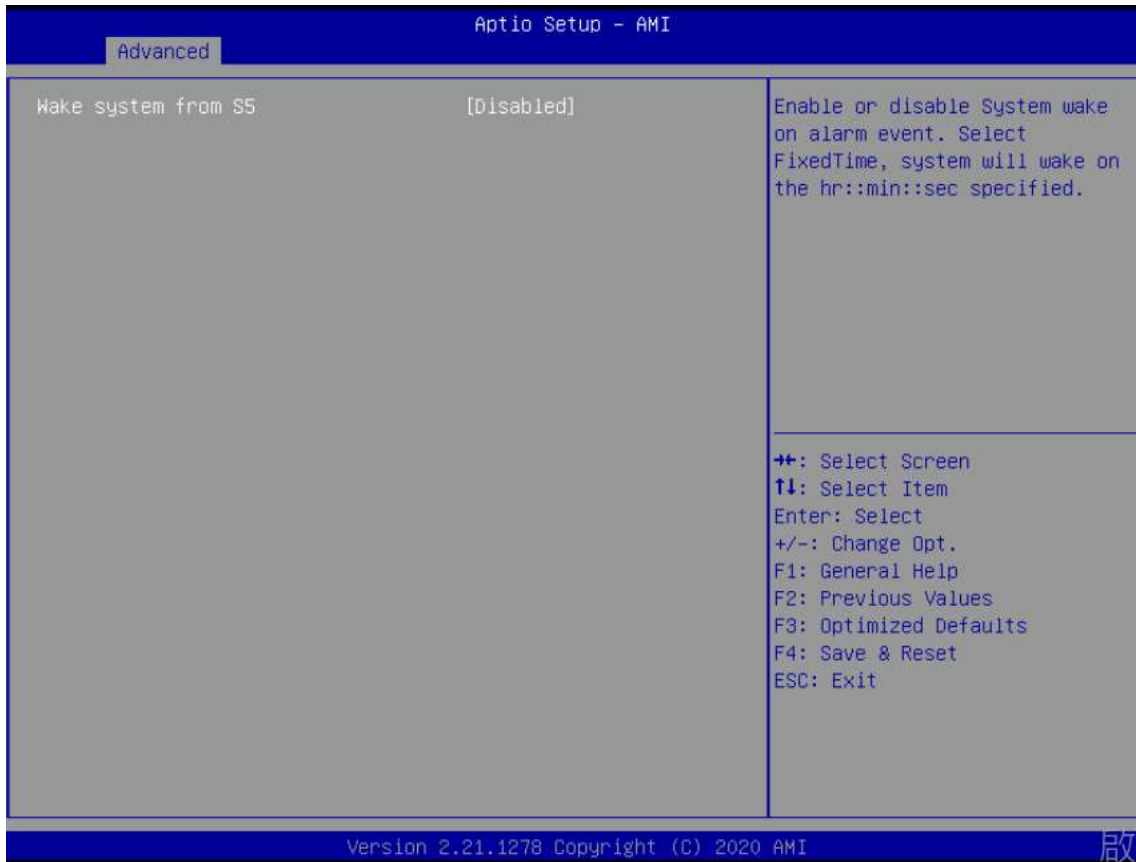 Aptio Setup – AMI
Advanced
Wake system from S5 [Disabled]
Enable or disable System wake
on alarm event. Select
FixedTime, system will wake on
the hr::min::sec specified.
→←: Select Screen
↑↓: Select Item
Enter: Select
+/-: Change Opt.
F1: General Help
F2: Previous Values
F3: Optimized Defaults
F4: Save & Reset
ESC: Exit
Version 2.21.1278 Copyright (C) 2020 AMI
啟